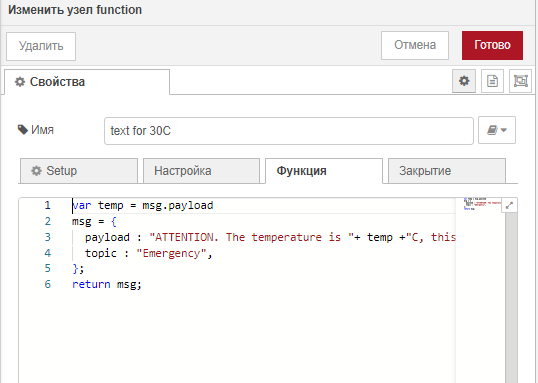 Изменить узел function
Удалить
Отмена
Готово
Свойства
Имя
text for 30C
Setup
Настройка
Функция
Закрытие
1 var temp = msg.payload
2 msg = {
3 payload : "ATTENTION. The temperature is "+ temp +"C, this
4 topic : "Emergency",
5 };
6 return msg;